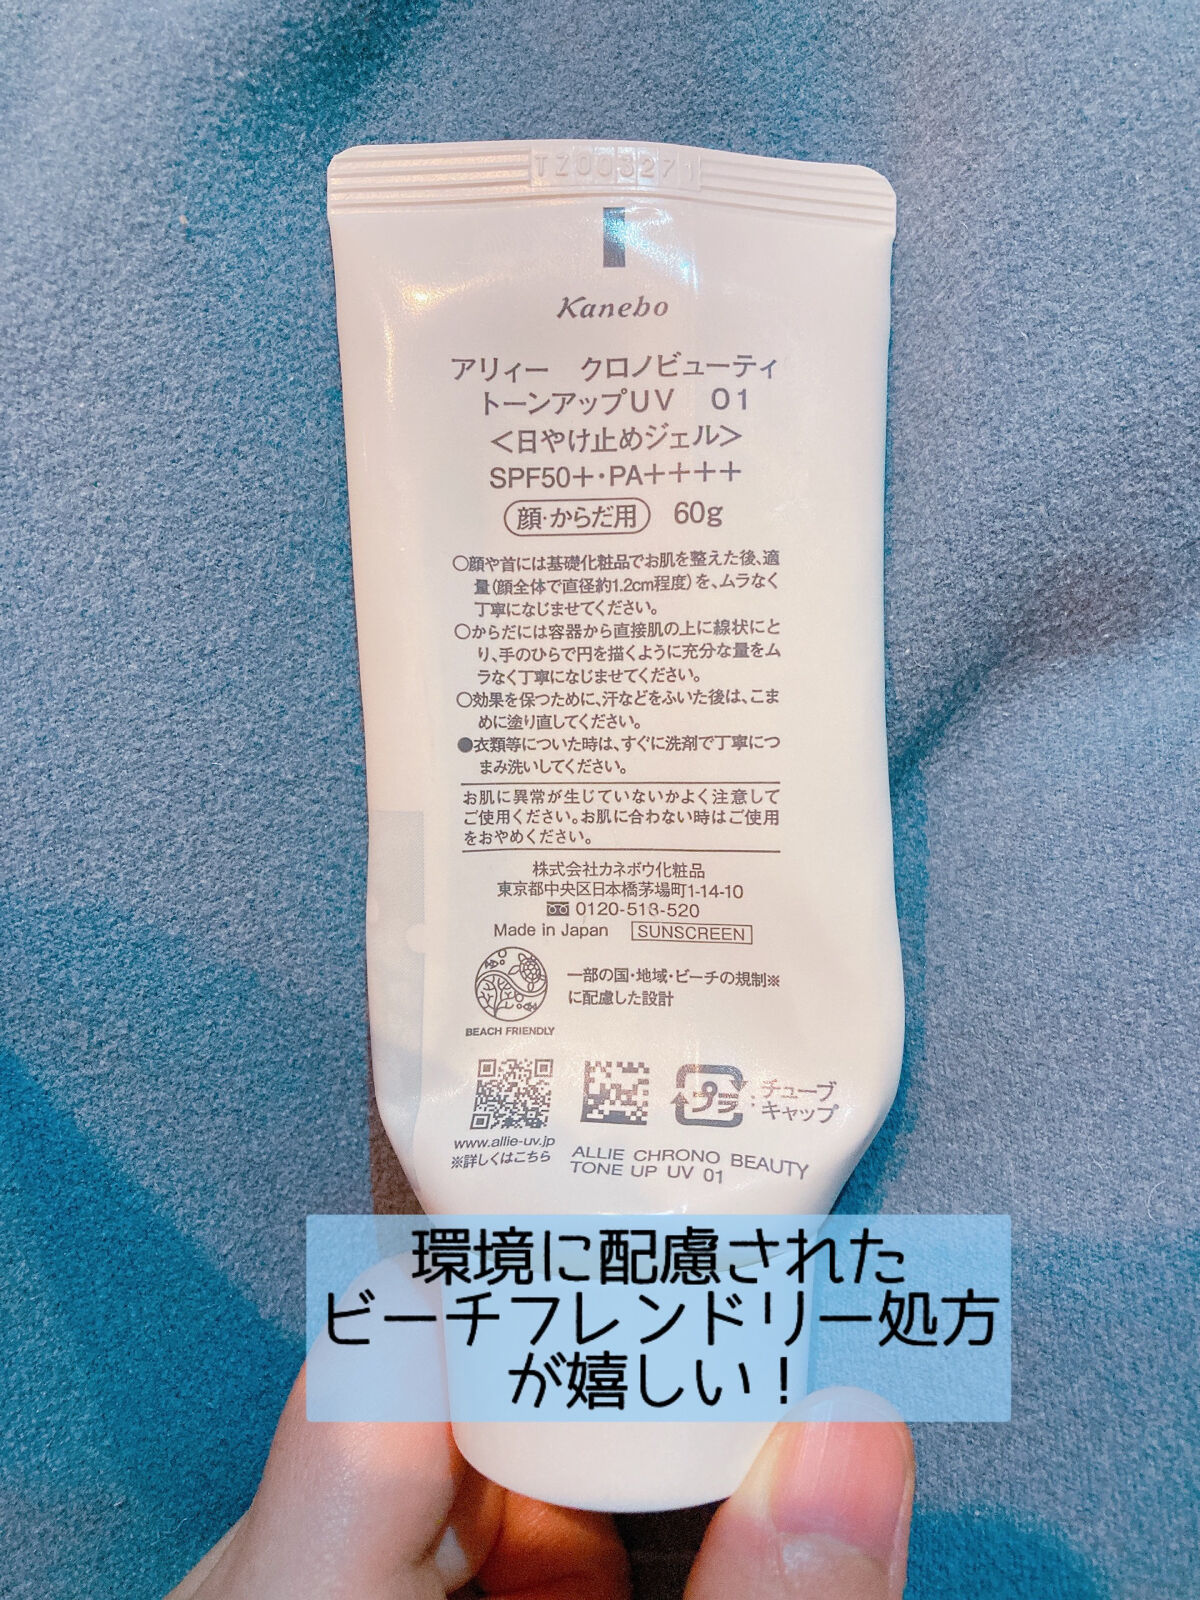 TZ003271
Kanebo
アリィー　クロノビューティ
トーンアップUV　01
<日やけ止めジェル>
SPF50+・PA++++
顔・からだ用　60g
○顔や首には基礎化粧品でお肌を整えた後、適
量(顔全体で直径約1.2cm程度)を、ムラなく
丁寧になじませてください。
○からだには容器から直接肌の上に線状にと
り、手のひらで円を描くように充分な量をム
ラなく丁寧になじませてください。
○効果を保つために、汗などをふいた後は、こま
めに塗り直してください。
●衣類等についた時は、すぐに洗剤で丁寧につ
まみ洗いしてください。
お肌に異常が生じていないかよく注意して
ご使用ください。お肌に合わない時はご使用
をおやめください。
株式会社カネボウ化粧品
東京都中央区日本橋茅場町1-14-10
0120-518-520
Made in Japan　SUNSCREEN
一部の国・地域・ビーチの規制※
に配慮した設計
BEACH FRIENDLY
プラ : チューブ
キャップ
www.allie-uv.jp
※詳しくはこちら
ALLIE CHRONO BEAUTY
TONE UP UV 01
環境に配慮された
ビーチフレンドリー処方
が嬉しい！